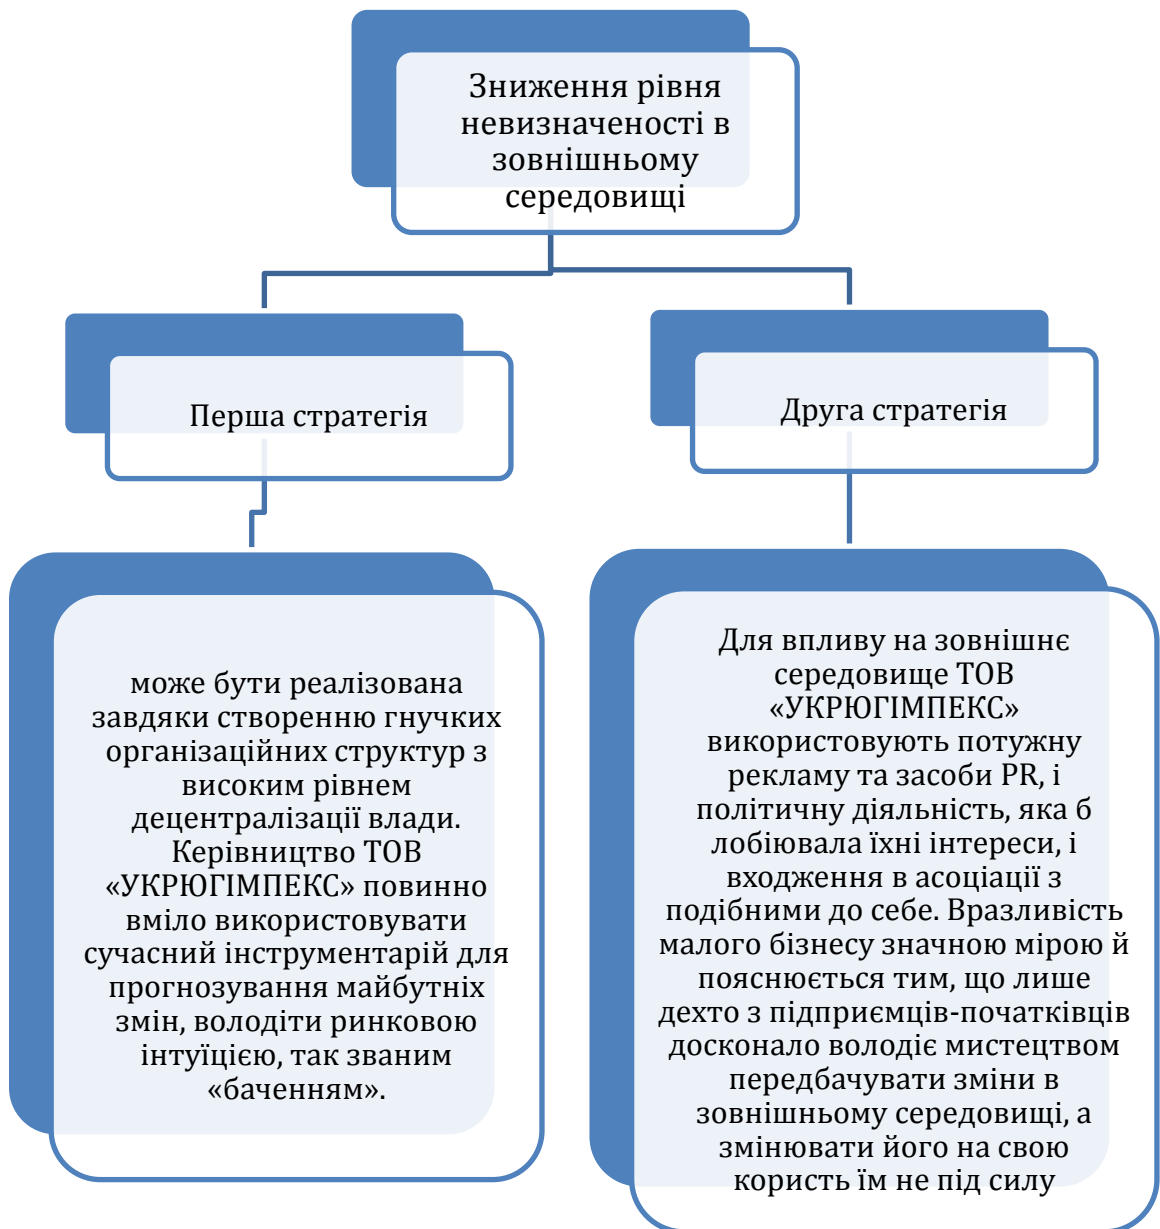 Зниження рівня
невизначеності в
зовнішньому
середовищі
Перша стратегія
Друга стратегія
може бути реалізована
завдяки створенню гнучких
організаційних структур з
високим рівнем
децентралізації влади.
Керівництво ТОВ
«УКРЮГІМПЕКС» повинно
вміло використовувати
сучасний інструментарій для
прогнозування майбутніх
змін, володіти ринковою
інтуїцією, так званим
«баченням».
Для впливу на зовнішнє
середовище ТОВ
«УКРЮГІМПЕКС»
використовують потужну
рекламу та засоби PR, і
політичну діяльність, яка б
лобіювала їхні інтереси, і
входження в асоціації з
подібними до себе. Вразливість
малого бізнесу значною мірою й
пояснюється тим, що лише
дехто з підприємців-початківців
досконало володіє мистецтвом
передбачувати зміни в
зовнішньому середовищі, а
змінювати його на свою
користь їм не під силу